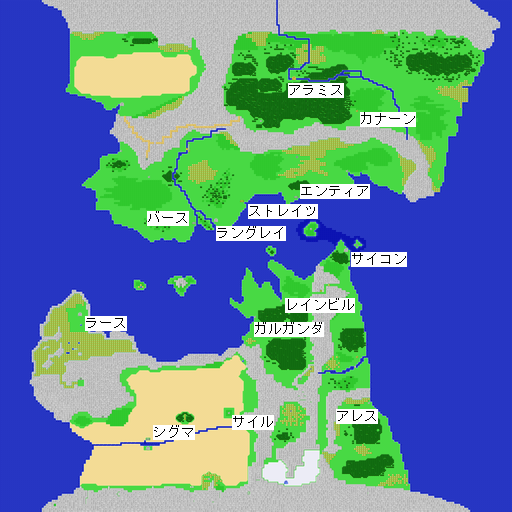 アラミス
カナーン
エンティア
ストレイツ
バース
ラングレイ
サイコン
レインビル
ラース
ガルガンダ
アレス
サイル
シグマ